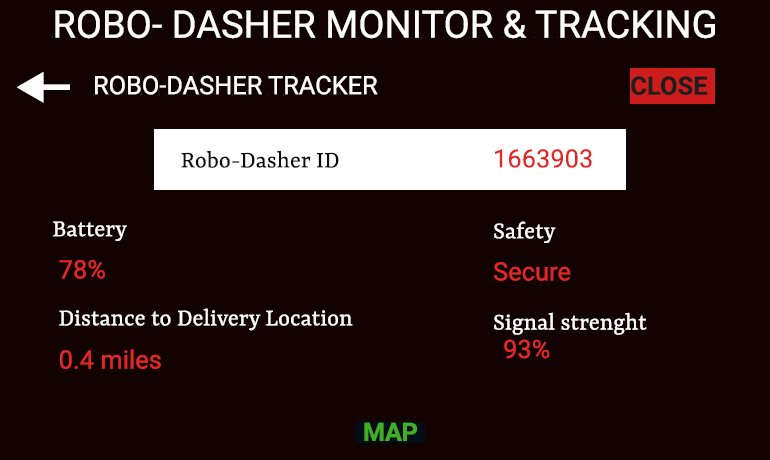 ROBO- DASHER MONITOR & TRACKING
ROBO-DASHER TRACKER CLOSE
Robo-Dasher ID 1663903
Battery Safety
78% Secure
Distance to Delivery Location Signal strenght
0.4 miles 93%
MAP